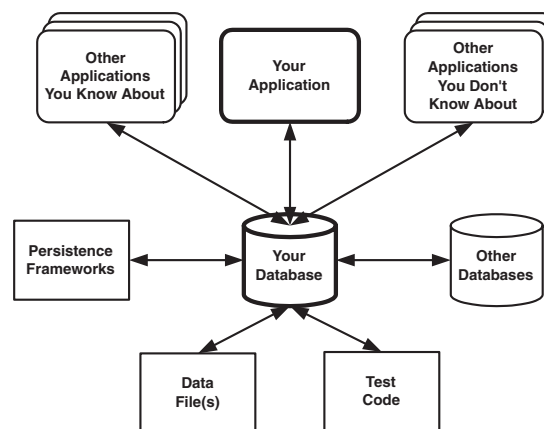 Other
Applications
You Know About
Your
Application
Other
Applications
You Don't
Know About
Persistence
Frameworks
Your
Database
Other
Databases
Data
File(s)
Test
Code